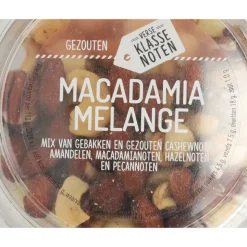 VERSE
KLASSE
NOTEN
GEZOUTEN
MACADAMIA
MELANGE
MIX VAN GEBAKKEN EN GEZOUTEN CASHEWNOTEN
AMANDELEN, MACADAMIANOTEN, HAZELNOTEN
EN PECANNOTEN